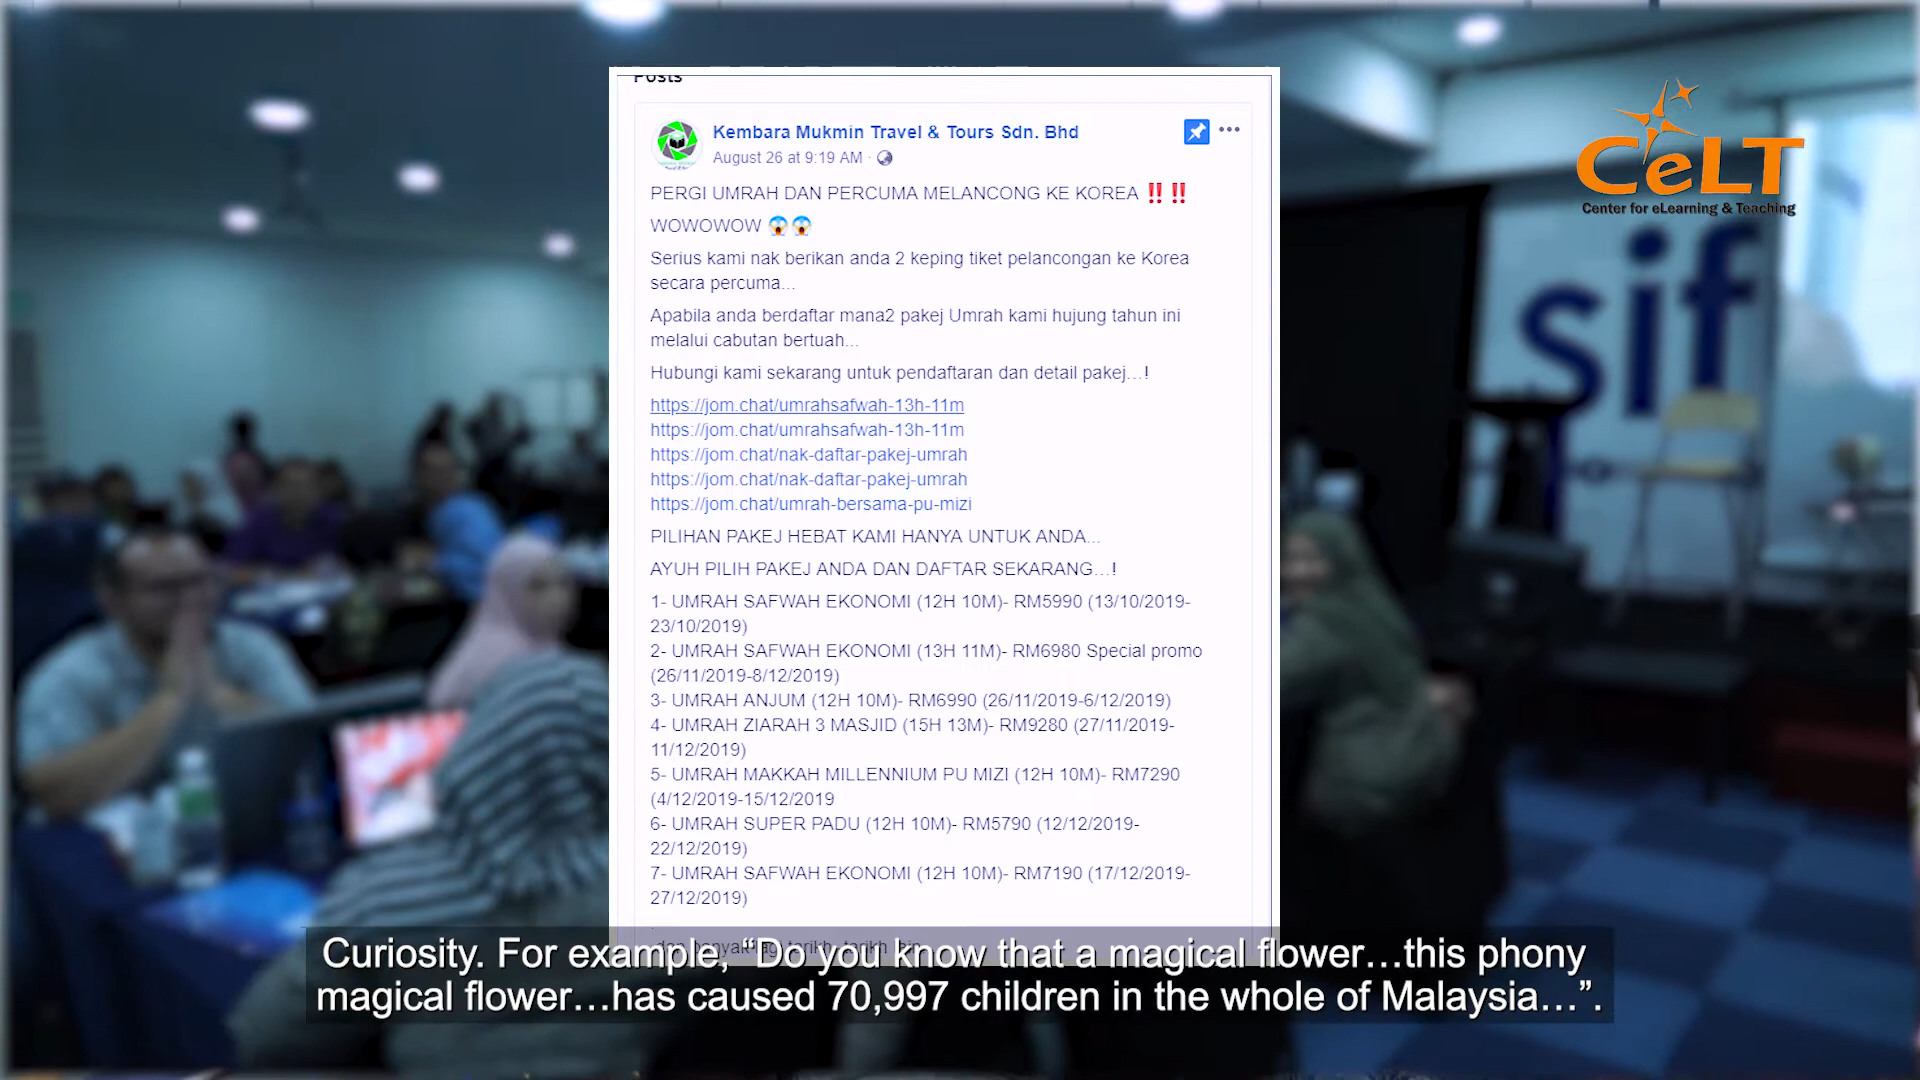 Posts
Kembara Mukmin Travel & Tours Sdn. Bhd
August 26 at 9:19 AM ·
PERGI UMRAH DAN PERCUMA MELANCONG KE KOREA ‼️‼️
WOWOWOW 😱😱
Serius kami nak berikan anda 2 keping tiket pelancongan ke Korea
secara percuma...
Apabila anda berdaftar mana2 pakej Umrah kami hujung tahun ini
melalui cabutan bertuah...
Hubungi kami sekarang untuk pendaftaran dan detail pakej...!
https://jom.chat/umrahsafwah-13h-11m
https://jom.chat/umrahsafwah-13h-11m
https://jom.chat/nak-daftar-pakej-umrah
https://jom.chat/nak-daftar-pakej-umrah
https://jom.chat/umrah-bersama-pu-mizi
PILIHAN PAKEJ HEBAT KAMI HANYA UNTUK ANDA...
AYUH PILIH PAKEJ ANDA DAN DAFTAR SEKARANG...!
1- UMRAH SAFWAH EKONOMI (12H 10M)- RM5990 (13/10/2019-
23/10/2019)
2- UMRAH SAFWAH EKONOMI (13H 11M)- RM6980 Special promo
(26/11/2019-8/12/2019)
3- UMRAH ANJUM (12H 10M)- RM6990 (26/11/2019-6/12/2019)
4- UMRAH ZIARAH 3 MASJID (15H 13M)- RM9280 (27/11/2019-
11/12/2019)
5- UMRAH MAKKAH MILLENNIUM PU MIZI (12H 10M)- RM7290
(4/12/2019-15/12/2019
6- UMRAH SUPER PADU (12H 10M)- RM5790 (12/12/2019-
22/12/2019)
7- UMRAH SAFWAH EKONOMI (12H 10M)- RM7190 (17/12/2019-
27/12/2019)
CeLT
Center for eLearning & Teaching
sif
Curiosity. For example, “Do you know that a magical flower…this phony
magical flower…has caused 70,997 children in the whole of Malaysia…”.